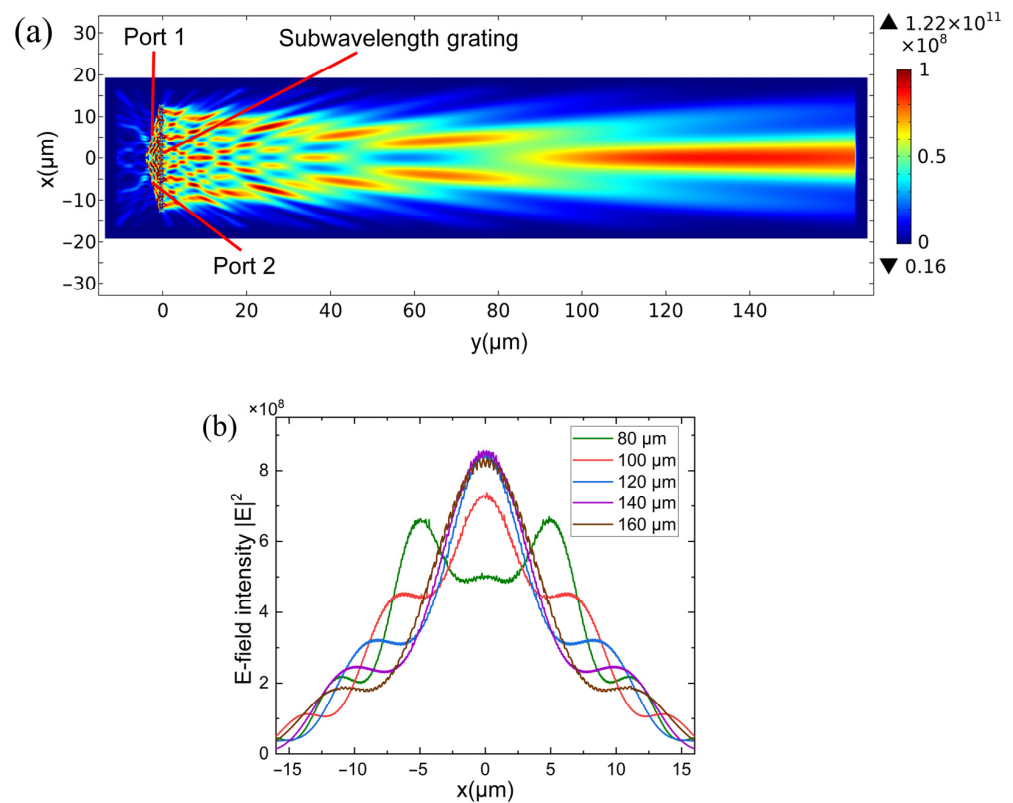 (a)
Port 1
Subwavelength grating
Port 2
x(μm)
30
20
10
0
−10
−20
−30
0
20
40
60
80
100
120
140
y(μm)
▲ 1.22×10¹¹
×10⁸
1
0.5
0
▼ 0.16
(b)
×10⁸
E-field intensity |E|²
8
6
4
2
0
80 μm
100 μm
120 μm
140 μm
160 μm
−15
−10
−5
0
5
10
15
x(μm)